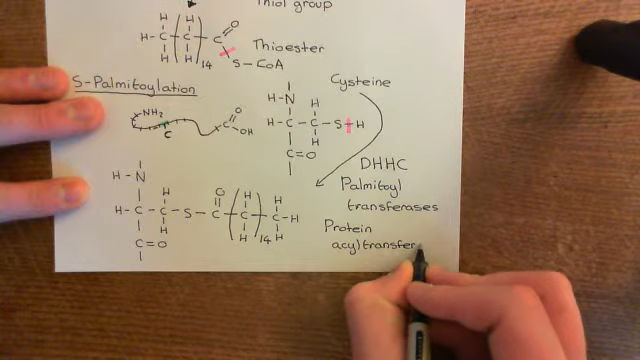 Thiol group
H H
H-C-(C)-C=O
H H 14
Thioester
S-CoA
S-Palmitoylation
Cysteine
NH2
C
C O OH
H-N H
H-C-C-S+H
H
C=O
DHHC
Palmitoyl
transferases
Protein
acyltransfer
H-N
H O H H
H-C-C-S-C-(C)-C-H
H H 14 H
C=O